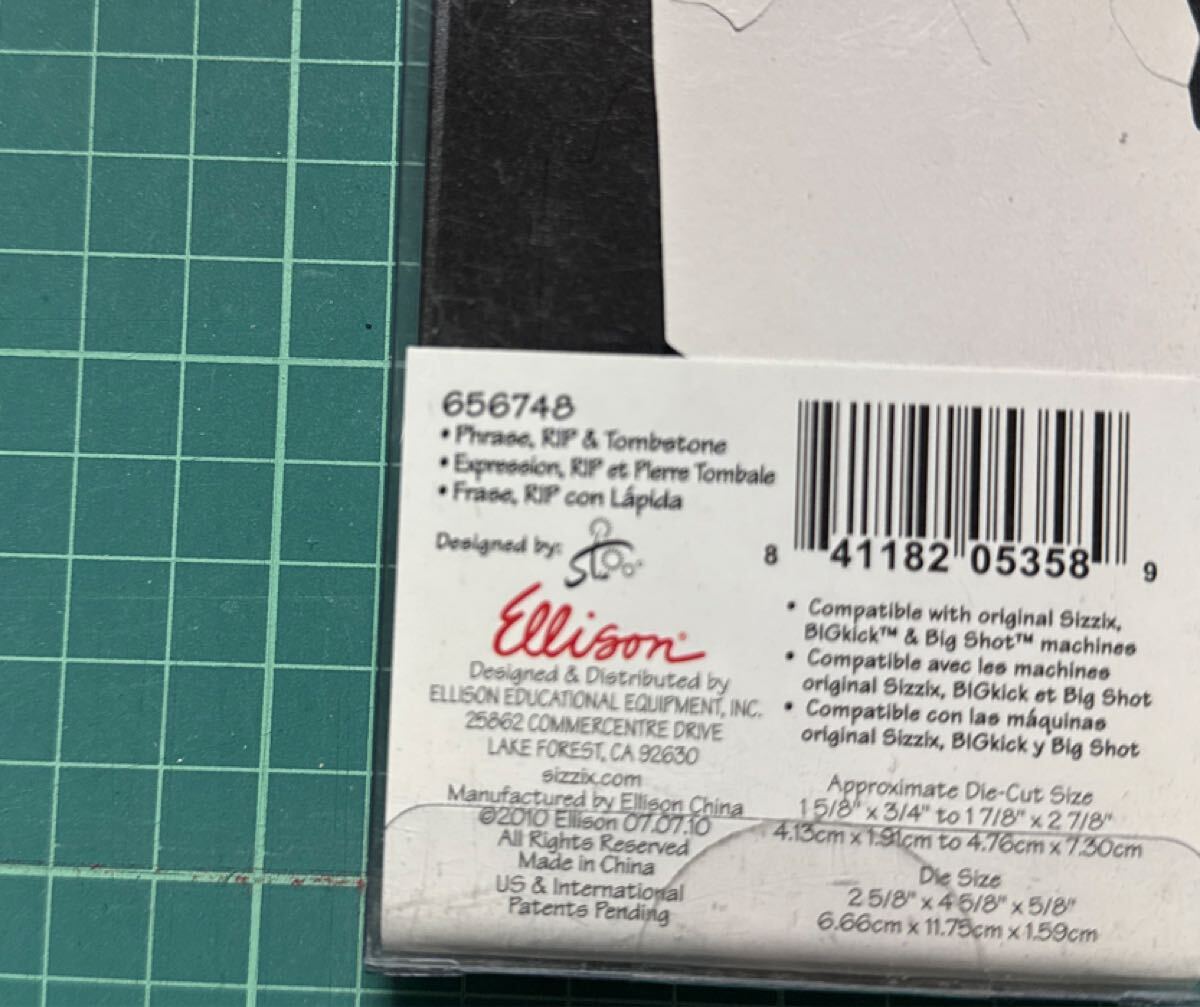 656748
• Phrase, RIP & Tombstone
• Expression, RIP et Pierre Tombale
• Frase, RIP con Lápida
Designed by:
Ellison®
Designed & Distributed by
ELLISON EDUCATIONAL EQUIPMENT, INC.
25862 COMMERCENTRE DRIVE
LAKE FOREST, CA 92630
sizzix.com
Manufactured by Ellison China
©2010 Ellison 07.07.10
All Rights Reserved
Made in China
US & International
Patents Pending
8 41182 05358 9
• Compatible with original Sizzix,
BIGkick™ & Big Shot™ machines
• Compatible avec les machines
original Sizzix, BIGkick et Big Shot
• Compatible con las máquinas
original Sizzix, BIGkick y Big Shot
Approximate Die-Cut Size
1 5/8" x 3/4" to 1 7/8" x 2 7/8"
4.13cm x 1.91cm to 4.76cm x 7.30cm
Die Size
2 5/8" x 4 5/8" x 5/8"
6.66cm x 11.75cm x 1.59cm